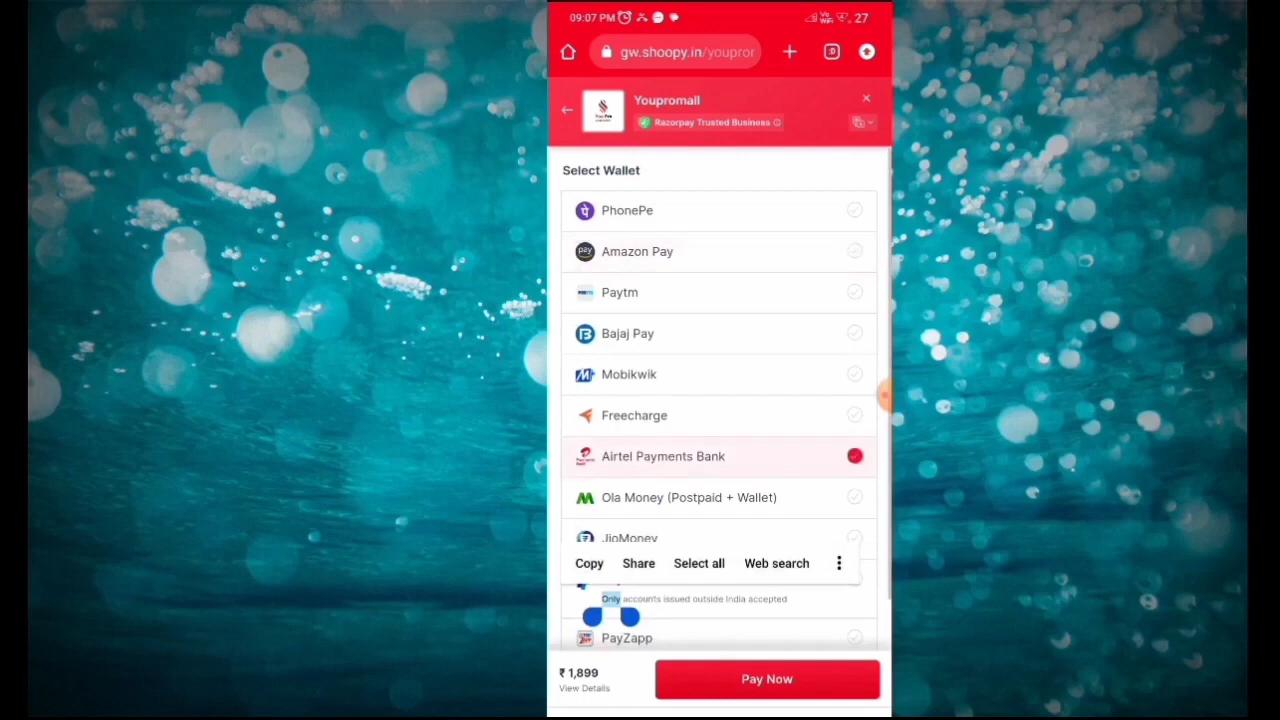 09:07 PM
27
gw.shoopy.in/youpror
Youpromall
Razorpay Trusted Business
Select Wallet
PhonePe
pay Amazon Pay
Paytm
Bajaj Pay
Mobikwik
Freecharge
Airtel Payments Bank
Ola Money (Postpaid + Wallet)
JioMoney
Copy Share Select all Web search
Only accounts issued outside India accepted
PayZapp
₹ 1,899
View Details
Pay Now